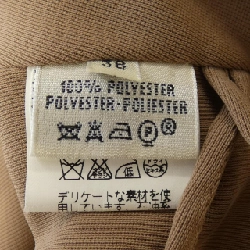 38
100% POLYESTER
POLYESTER-POLIESTER
P ®
デリケートな素材を使
用しています